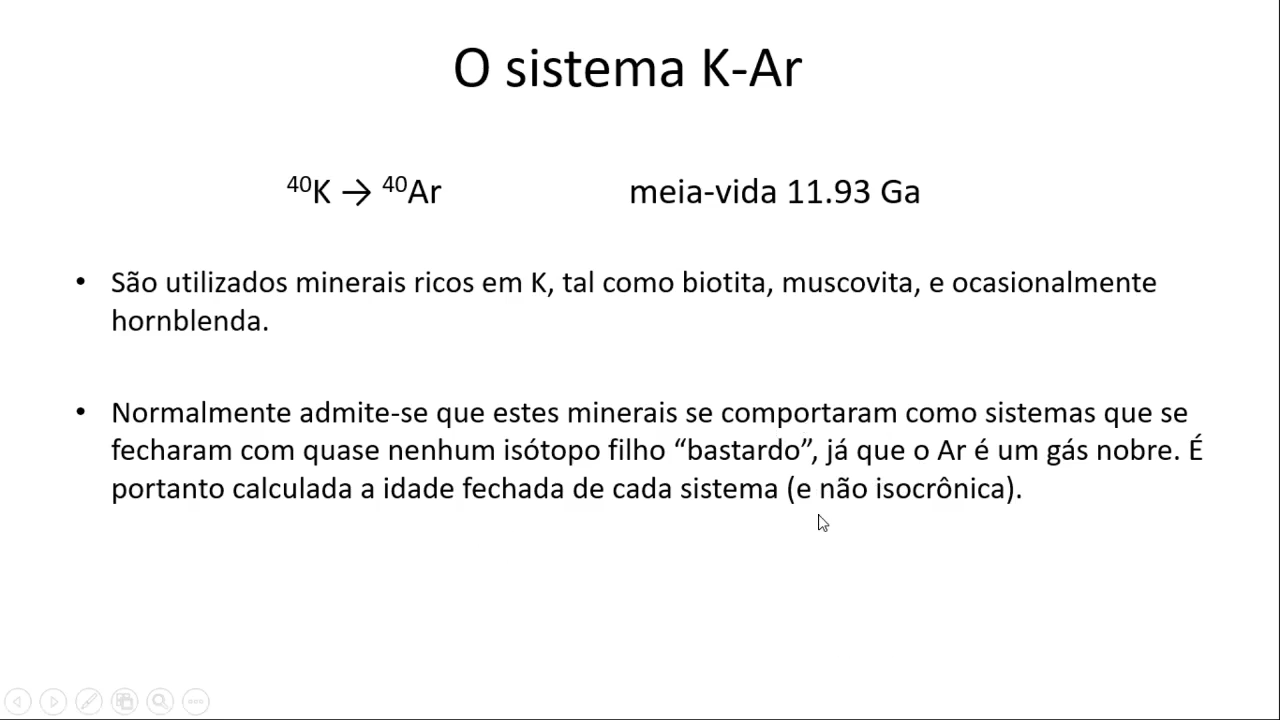 O sistema K-Ar
⁴⁰K → ⁴⁰Ar meia-vida 11.93 Ga
• São utilizados minerais ricos em K, tal como biotita, muscovita, e ocasionalmente
hornblenda.
• Normalmente admite-se que estes minerais se comportaram como sistemas que se
fecharam com quase nenhum isótopo filho “bastardo”, já que o Ar é um gás nobre. É
portanto calculada a idade fechada de cada sistema (e não isocrônica).